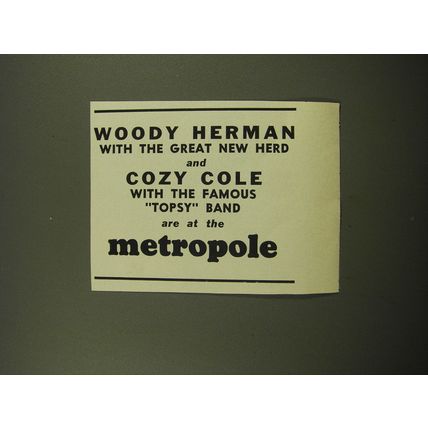 WOODY HERMAN
WITH THE GREAT NEW HERD
and
COZY COLE
WITH THE FAMOUS
"TOPSY" BAND
are at the
metropole